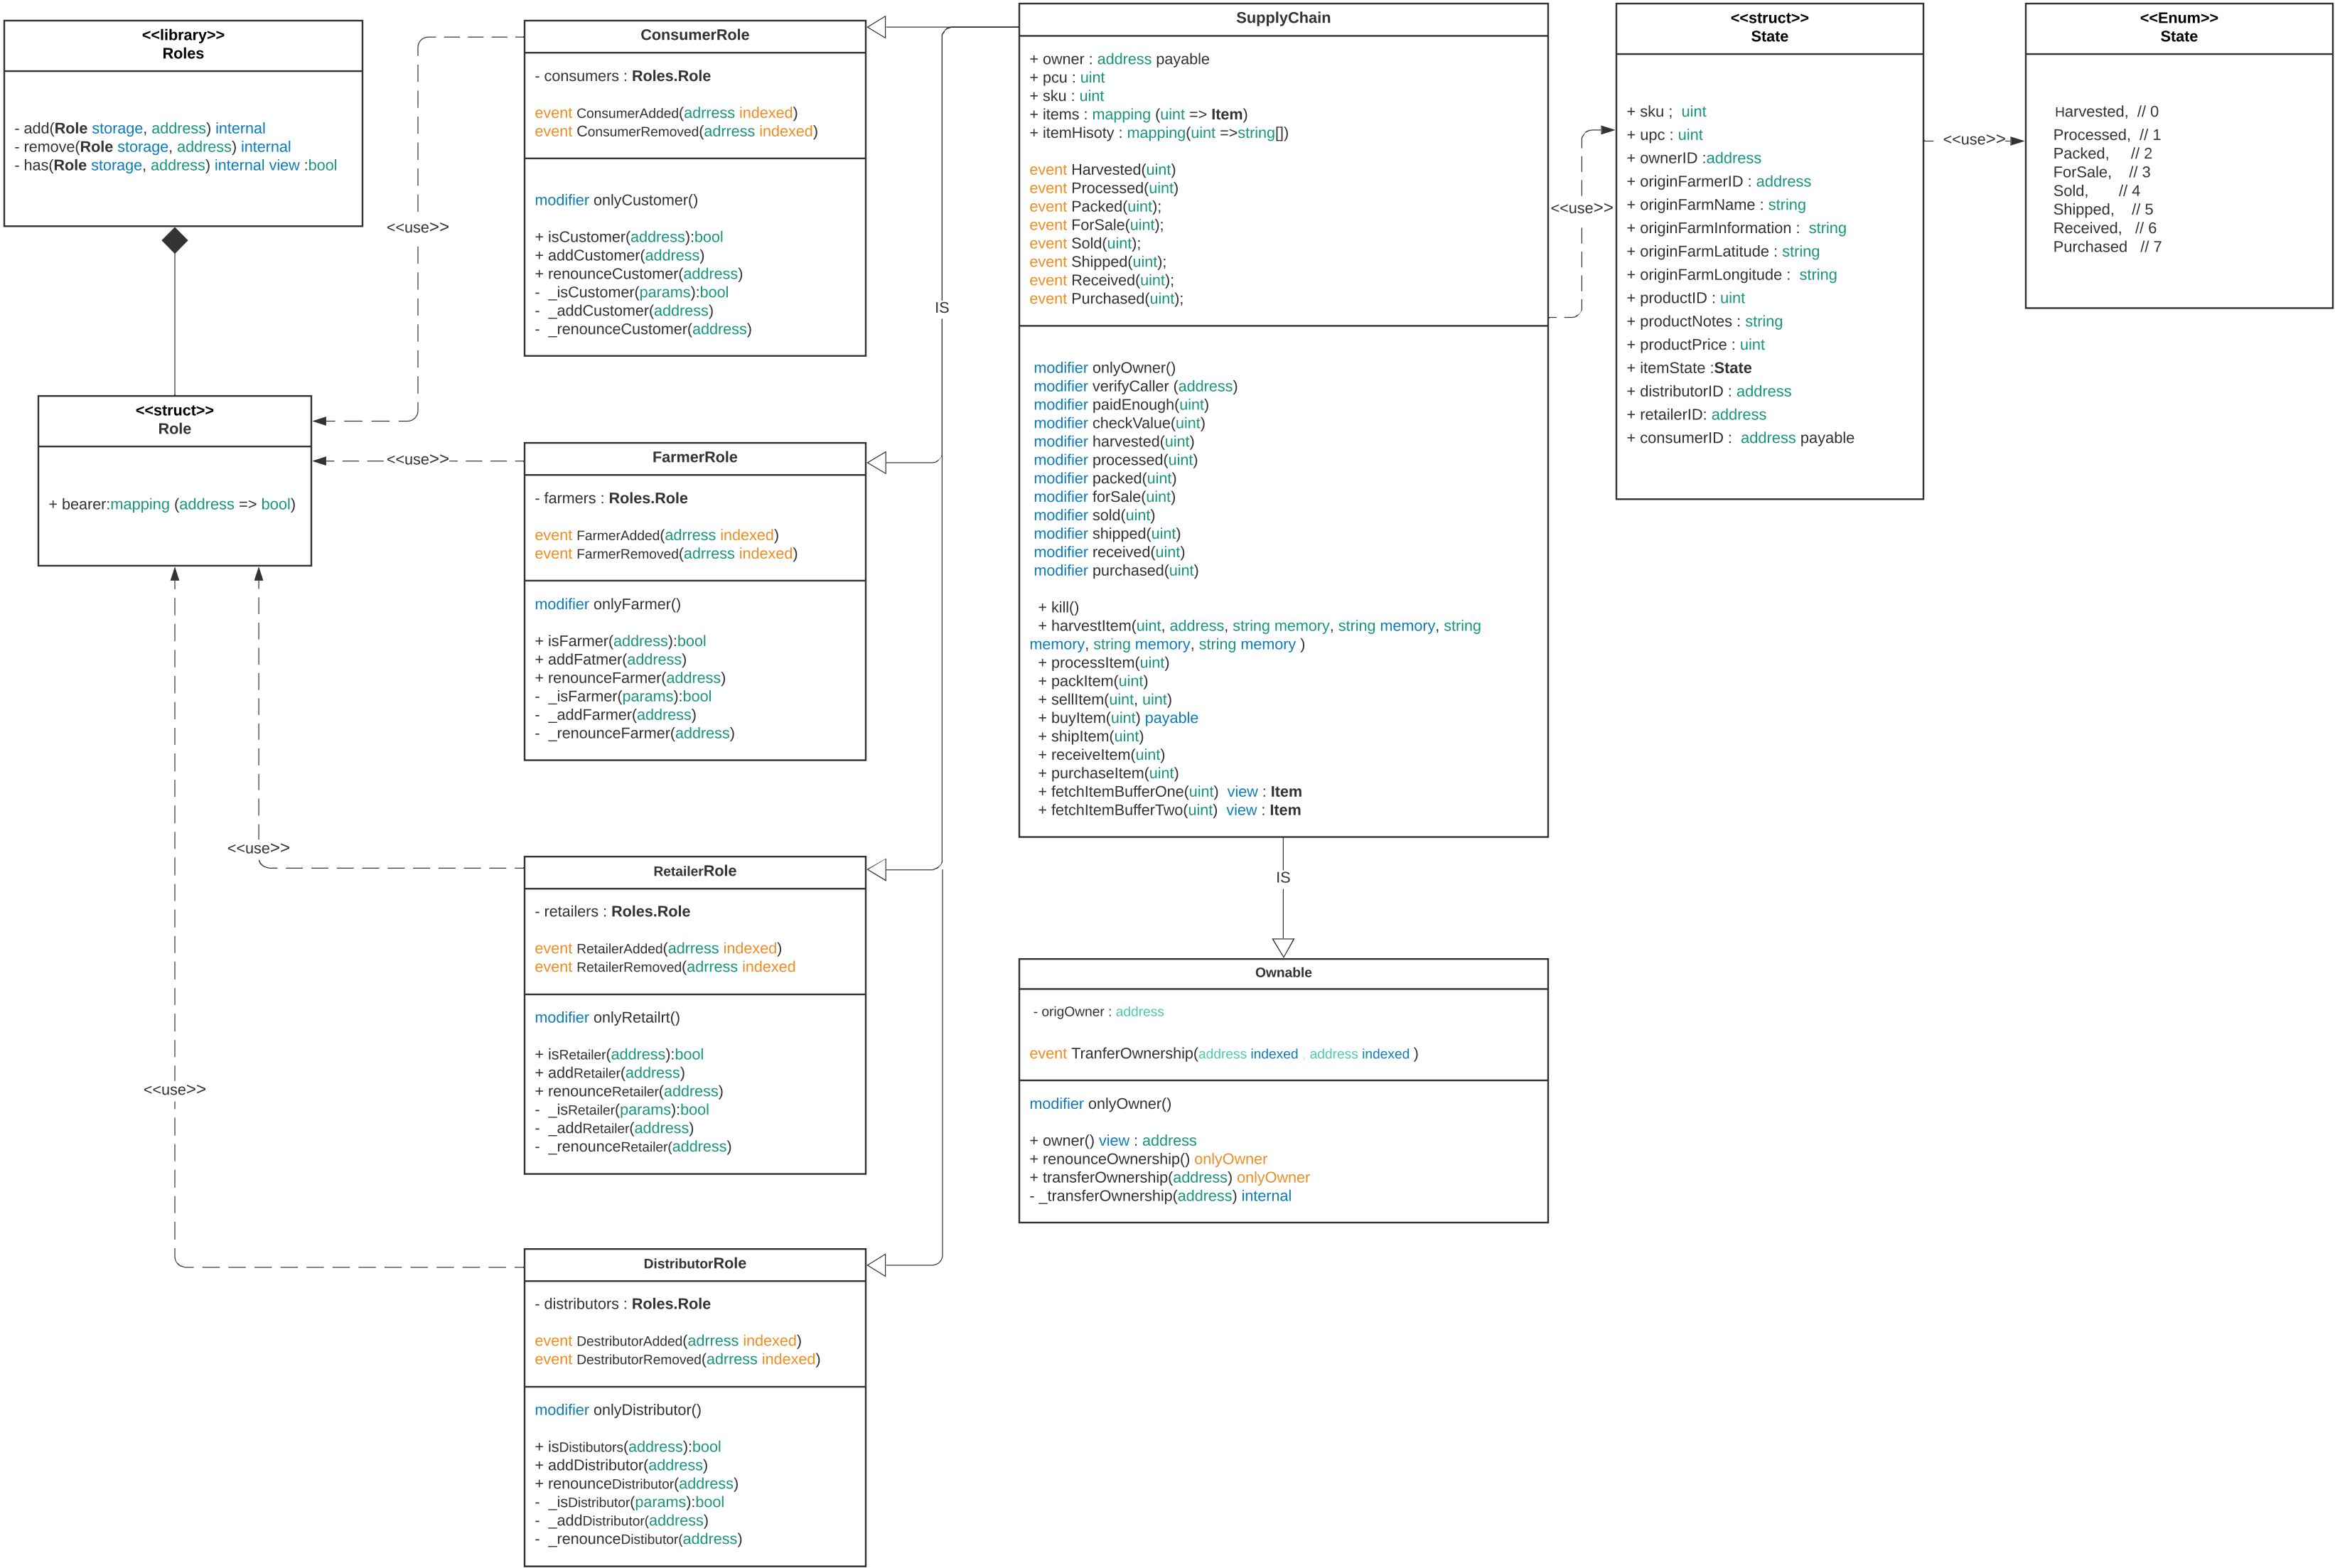 <<library>>
Roles
- add(Role storage, address) internal
- remove(Role storage, address) internal
- has(Role storage, address) internal view :bool
<<struct>>
Role
+ bearer:mapping (address => bool)
<<use>>
<<use>>
<<use>>
<<use>>
ConsumerRole
- consumers : Roles.Role
event ConsumerAdded(adrress indexed)
event ConsumerRemoved(adrress indexed)
modifier onlyCustomer()
+ isCustomer(address):bool
+ addCustomer(address)
+ renounceCustomer(address)
-  _isCustomer(params):bool
-  _addCustomer(address)
-  _renounceCustomer(address)
FarmerRole
- farmers : Roles.Role
event FarmerAdded(adrress indexed)
event FarmerRemoved(adrress indexed)
modifier onlyFarmer()
+ isFarmer(address):bool
+ addFatmer(address)
+ renounceFarmer(address)
-  _isFarmer(params):bool
-  _addFarmer(address)
-  _renounceFarmer(address)
RetailerRole
- retailers : Roles.Role
event RetailerAdded(adrress indexed)
event RetailerRemoved(adrress indexed
modifier onlyRetailrt()
+ isRetailer(address):bool
+ addRetailer(address)
+ renounceRetailer(address)
-  _isRetailer(params):bool
-  _addRetailer(address)
-  _renounceRetailer(address)
DistributorRole
- distributors : Roles.Role
event DestributorAdded(adrress indexed)
event DestributorRemoved(adrress indexed)
modifier onlyDistributor()
+ isDistibutors(address):bool
+ addDistributor(address)
+ renounceDistributor(address)
-  _isDistributor(params):bool
-  _addDistributor(address)
-  _renounceDistibutor(address)
IS
SupplyChain
+ owner : address payable
+ pcu : uint
+ sku : uint
+ items : mapping (uint => Item)
+ itemHisoty : mapping(uint =>string[])
event Harvested(uint)
event Processed(uint)
event Packed(uint);
event ForSale(uint);
event Sold(uint);
event Shipped(uint);
event Received(uint);
event Purchased(uint);
modifier onlyOwner()
modifier verifyCaller (address)
modifier paidEnough(uint)
modifier checkValue(uint)
modifier harvested(uint)
modifier processed(uint)
modifier packed(uint)
modifier forSale(uint)
modifier sold(uint)
modifier shipped(uint)
modifier received(uint)
modifier purchased(uint)
+ kill()
+ harvestItem(uint, address, string memory, string memory, string
memory, string memory, string memory )
+ processItem(uint)
+ packItem(uint)
+ sellItem(uint, uint)
+ buyItem(uint) payable
+ shipItem(uint)
+ receiveItem(uint)
+ purchaseItem(uint)
+ fetchItemBufferOne(uint)  view : Item
+ fetchItemBufferTwo(uint)  view : Item
IS
Ownable
- origOwner : address
event TranferOwnership(address indexed , address indexed )
modifier onlyOwner()
+ owner() view : address
+ renounceOwnership() onlyOwner
+ transferOwnership(address) onlyOwner
- _transferOwnership(address) internal
<<use>>
<<struct>>
State
+ sku ;  uint
+ upc : uint
+ ownerID :address
+ originFarmerID : address
+ originFarmName : string
+ originFarmInformation :  string
+ originFarmLatitude : string
+ originFarmLongitude :  string
+ productID : uint
+ productNotes : string
+ productPrice : uint
+ itemState :State
+ distributorID : address
+ retailerID: address
+ consumerID :  address payable
<<use>>
<<Enum>>
State
Harvested,  // 0
Processed,  // 1
Packed,     // 2
ForSale,    // 3
Sold,       // 4
Shipped,    // 5
Received,   // 6
Purchased   // 7